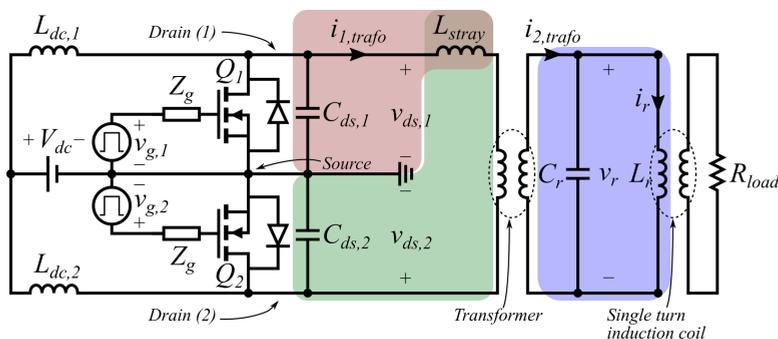 L_dc,1
Drain (1)
i_1,trafo
L_stray
i_2,trafo
Q_1
Z_g
+
+
+ V_dc −
+
v_g,1
−
C_ds,1
v_ds,1
i_r
Source
−
−
v_g,2
+
−
C_r
v_r
L_r
R_load
C_ds,2
v_ds,2
Z_g
Q_2
L_dc,2
+
−
Drain (2)
Transformer
Single turn
induction coil